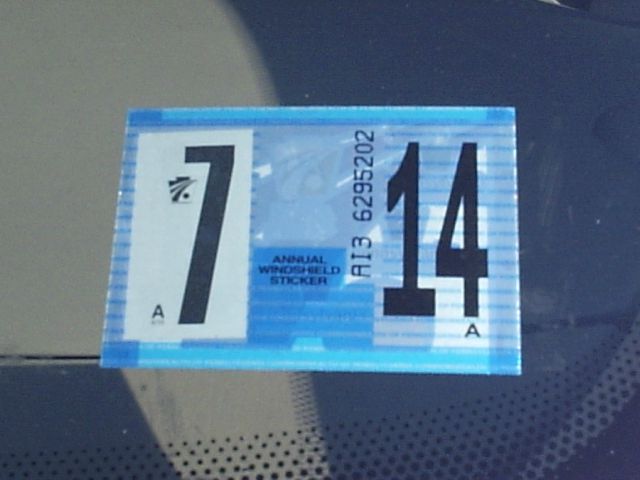 7
A
ANNUAL
WINDSHIELD
STICKER
AI3 6295202
14
A